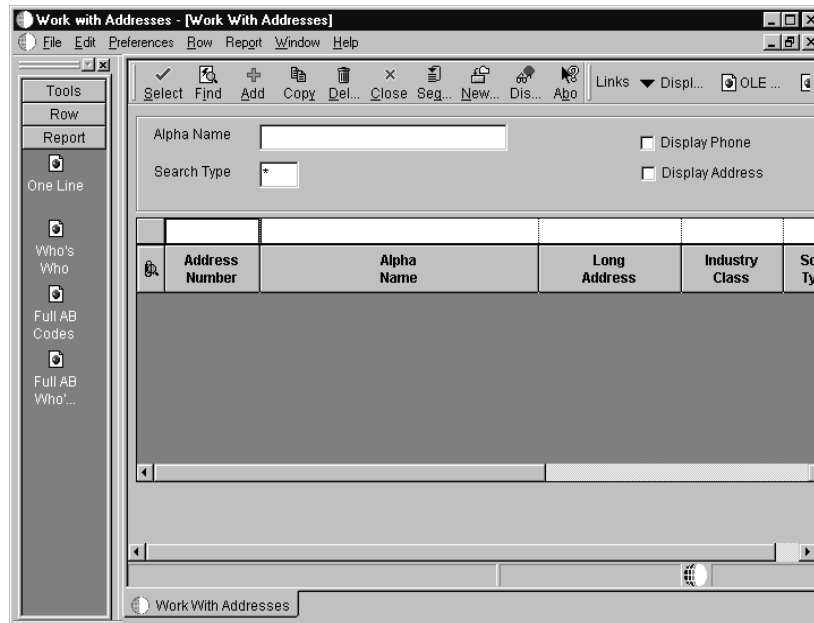 Work with Addresses - [Work With Addresses]
File Edit Preferences Row Report Window Help
Tools
Row
Report
One Line
Who's
Who
Full AB
Codes
Full AB
Who'...
Select Find Add Copy Del... Close Seq... New... Dis... Abo Links Displ... OLE ...
Alpha Name
Display Phone
Search Type *
Display Address
Address
Number
Alpha
Name
Long
Address
Industry
Class
Work With Addresses